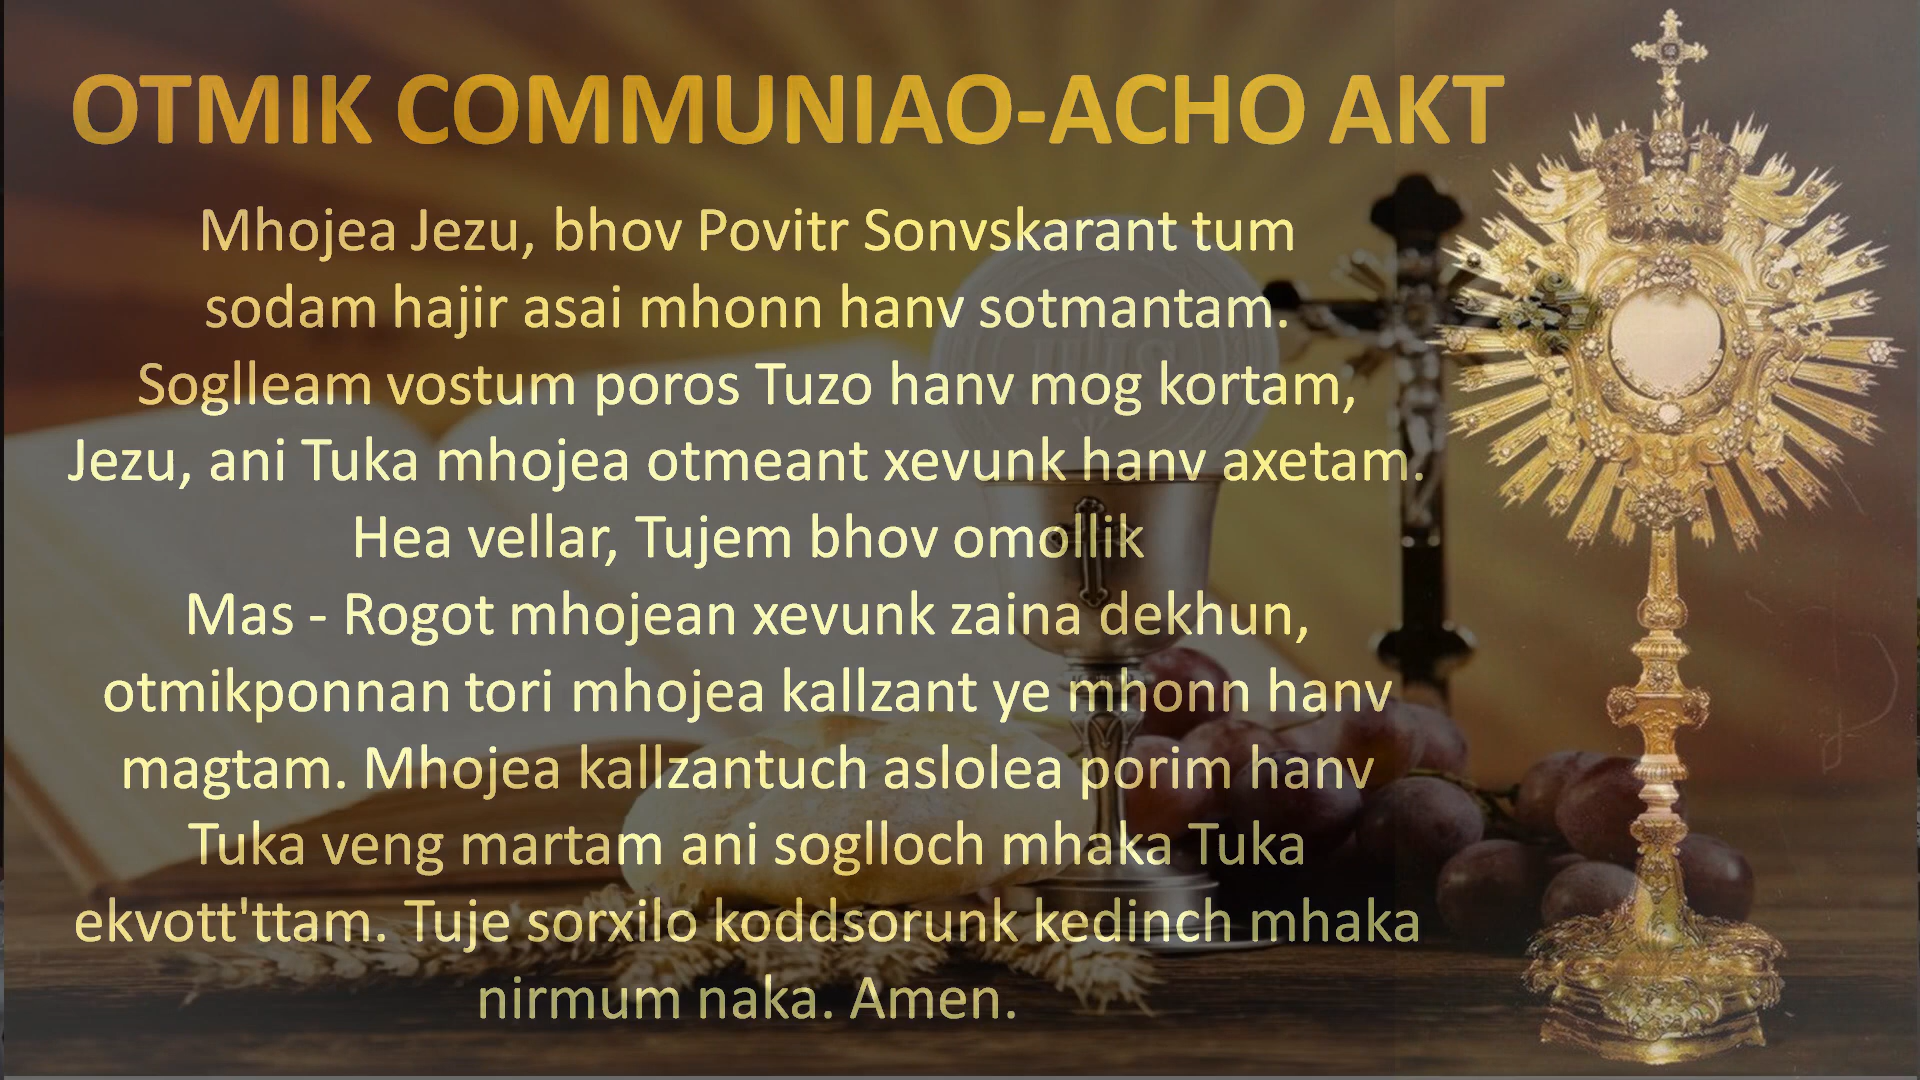 OTMIK COMMUNIAO-ACHO AKT
Mhojea Jezu, bhov Povitr Sonvskarant tum
sodam hajir asai mhonn hanv sotmantam.
Soglleam vostum poros Tuzo hanv mog kortam,
Jezu, ani Tuka mhojea otmeant xevunk hanv axetam.
Hea vellar, Tujem bhov omollik
Mas - Rogot mhojean xevunk zaina dekhun,
otmikponnan tori mhojea kallzant ye mhonn hanv
magtam. Mhojea kallzantuch aslolea porim hanv
Tuka veng martam ani soglloch mhaka Tuka
ekvott'ttam. Tuje sorxilo koddsorunk kedinch mhaka
nirmum naka. Amen.